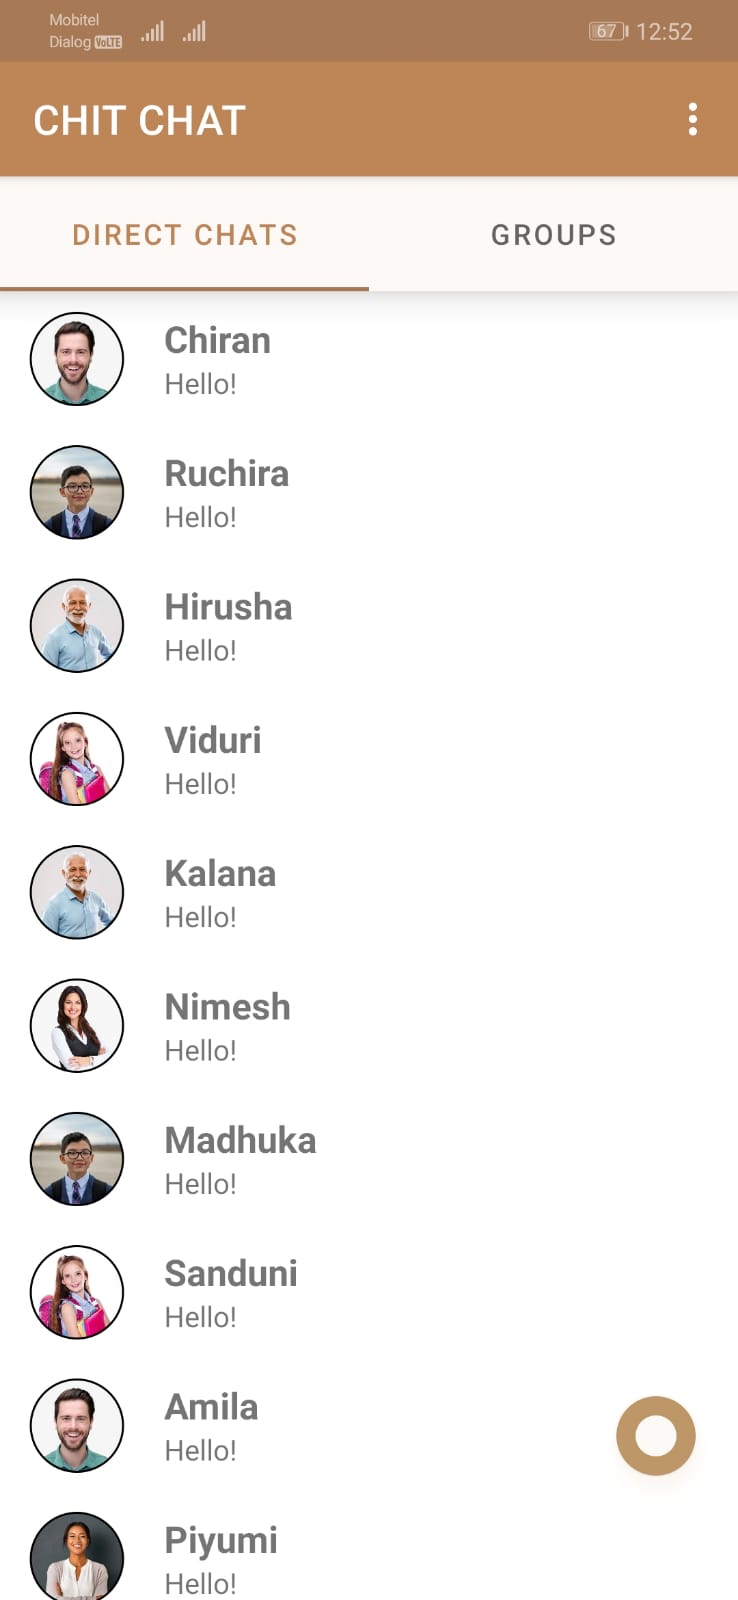 Mobitel
Dialog VoLTE
67 12:52
CHIT CHAT
DIRECT CHATS GROUPS
Chiran
Hello!
Ruchira
Hello!
Hirusha
Hello!
Viduri
Hello!
Kalana
Hello!
Nimesh
Hello!
Madhuka
Hello!
Sanduni
Hello!
Amila
Hello!
Piyumi
Hello!